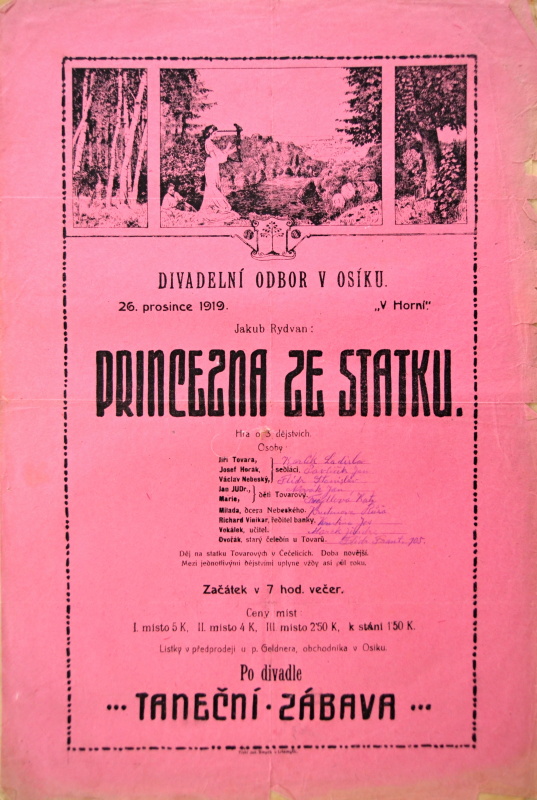 DIVADELNÍ ODBOR V OSÍKU.
26. prosince 1919. „V Horní“.
Jakub Rydvan:
PRINCEZNA ZE STATKU.
Hra o 3 dějstvích.
Osoby:
Jiří Tovara,
Josef Horák, sedláci,
Václav Nebeský,
Jan JUDr.,
Marie, děti Tovarovy
Milada, dcera Nebeského.
Richard Vinikar, ředitel banky.
Vokálek, učitel.
Dvořák, starý čeledín u Tovarů.
Děj na statku Tovarových v Čečelicích. Doba novější.
Mezi jednotlivými dějstvími uplyne vždy asi půl roku.
Začátek v 7 hod. večer.
Ceny míst:
I. místo 5 K, II. místo 4 K, III. místo 2'50 K, k stání 1'50 K.
Lístky v předprodeji u p. Geldnera, obchodníka v Osíku.
Po divadle
··· TANEČNÍ · ZÁBAVA ···